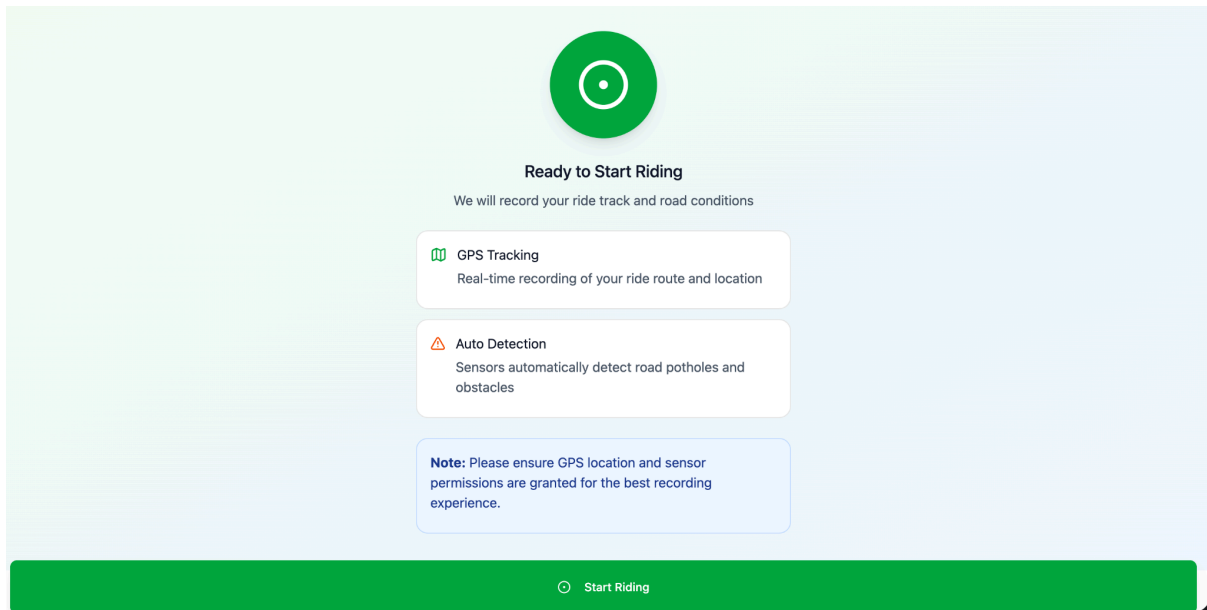 Ready to Start Riding
We will record your ride track and road conditions
GPS Tracking
Real-time recording of your ride route and location
Auto Detection
Sensors automatically detect road potholes and
obstacles
Note: Please ensure GPS location and sensor
permissions are granted for the best recording
experience.
Start Riding